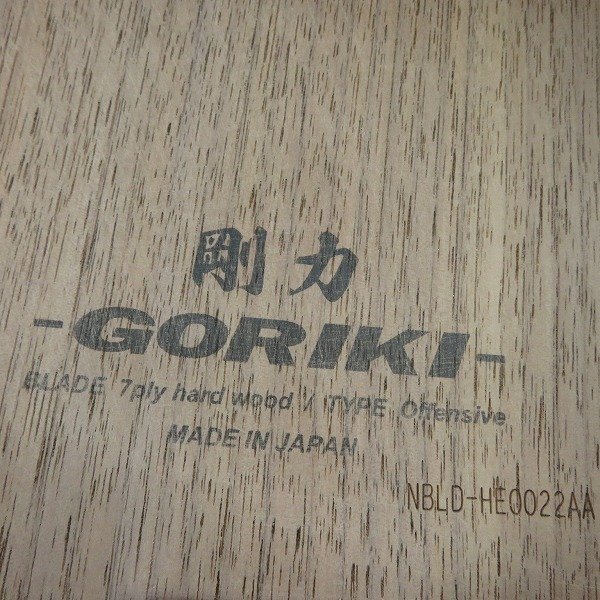 剛力
-GORIKI-
BLADE 7ply hard wood / TYPE Offensive
MADE IN JAPAN
NBLD-HE0022AA